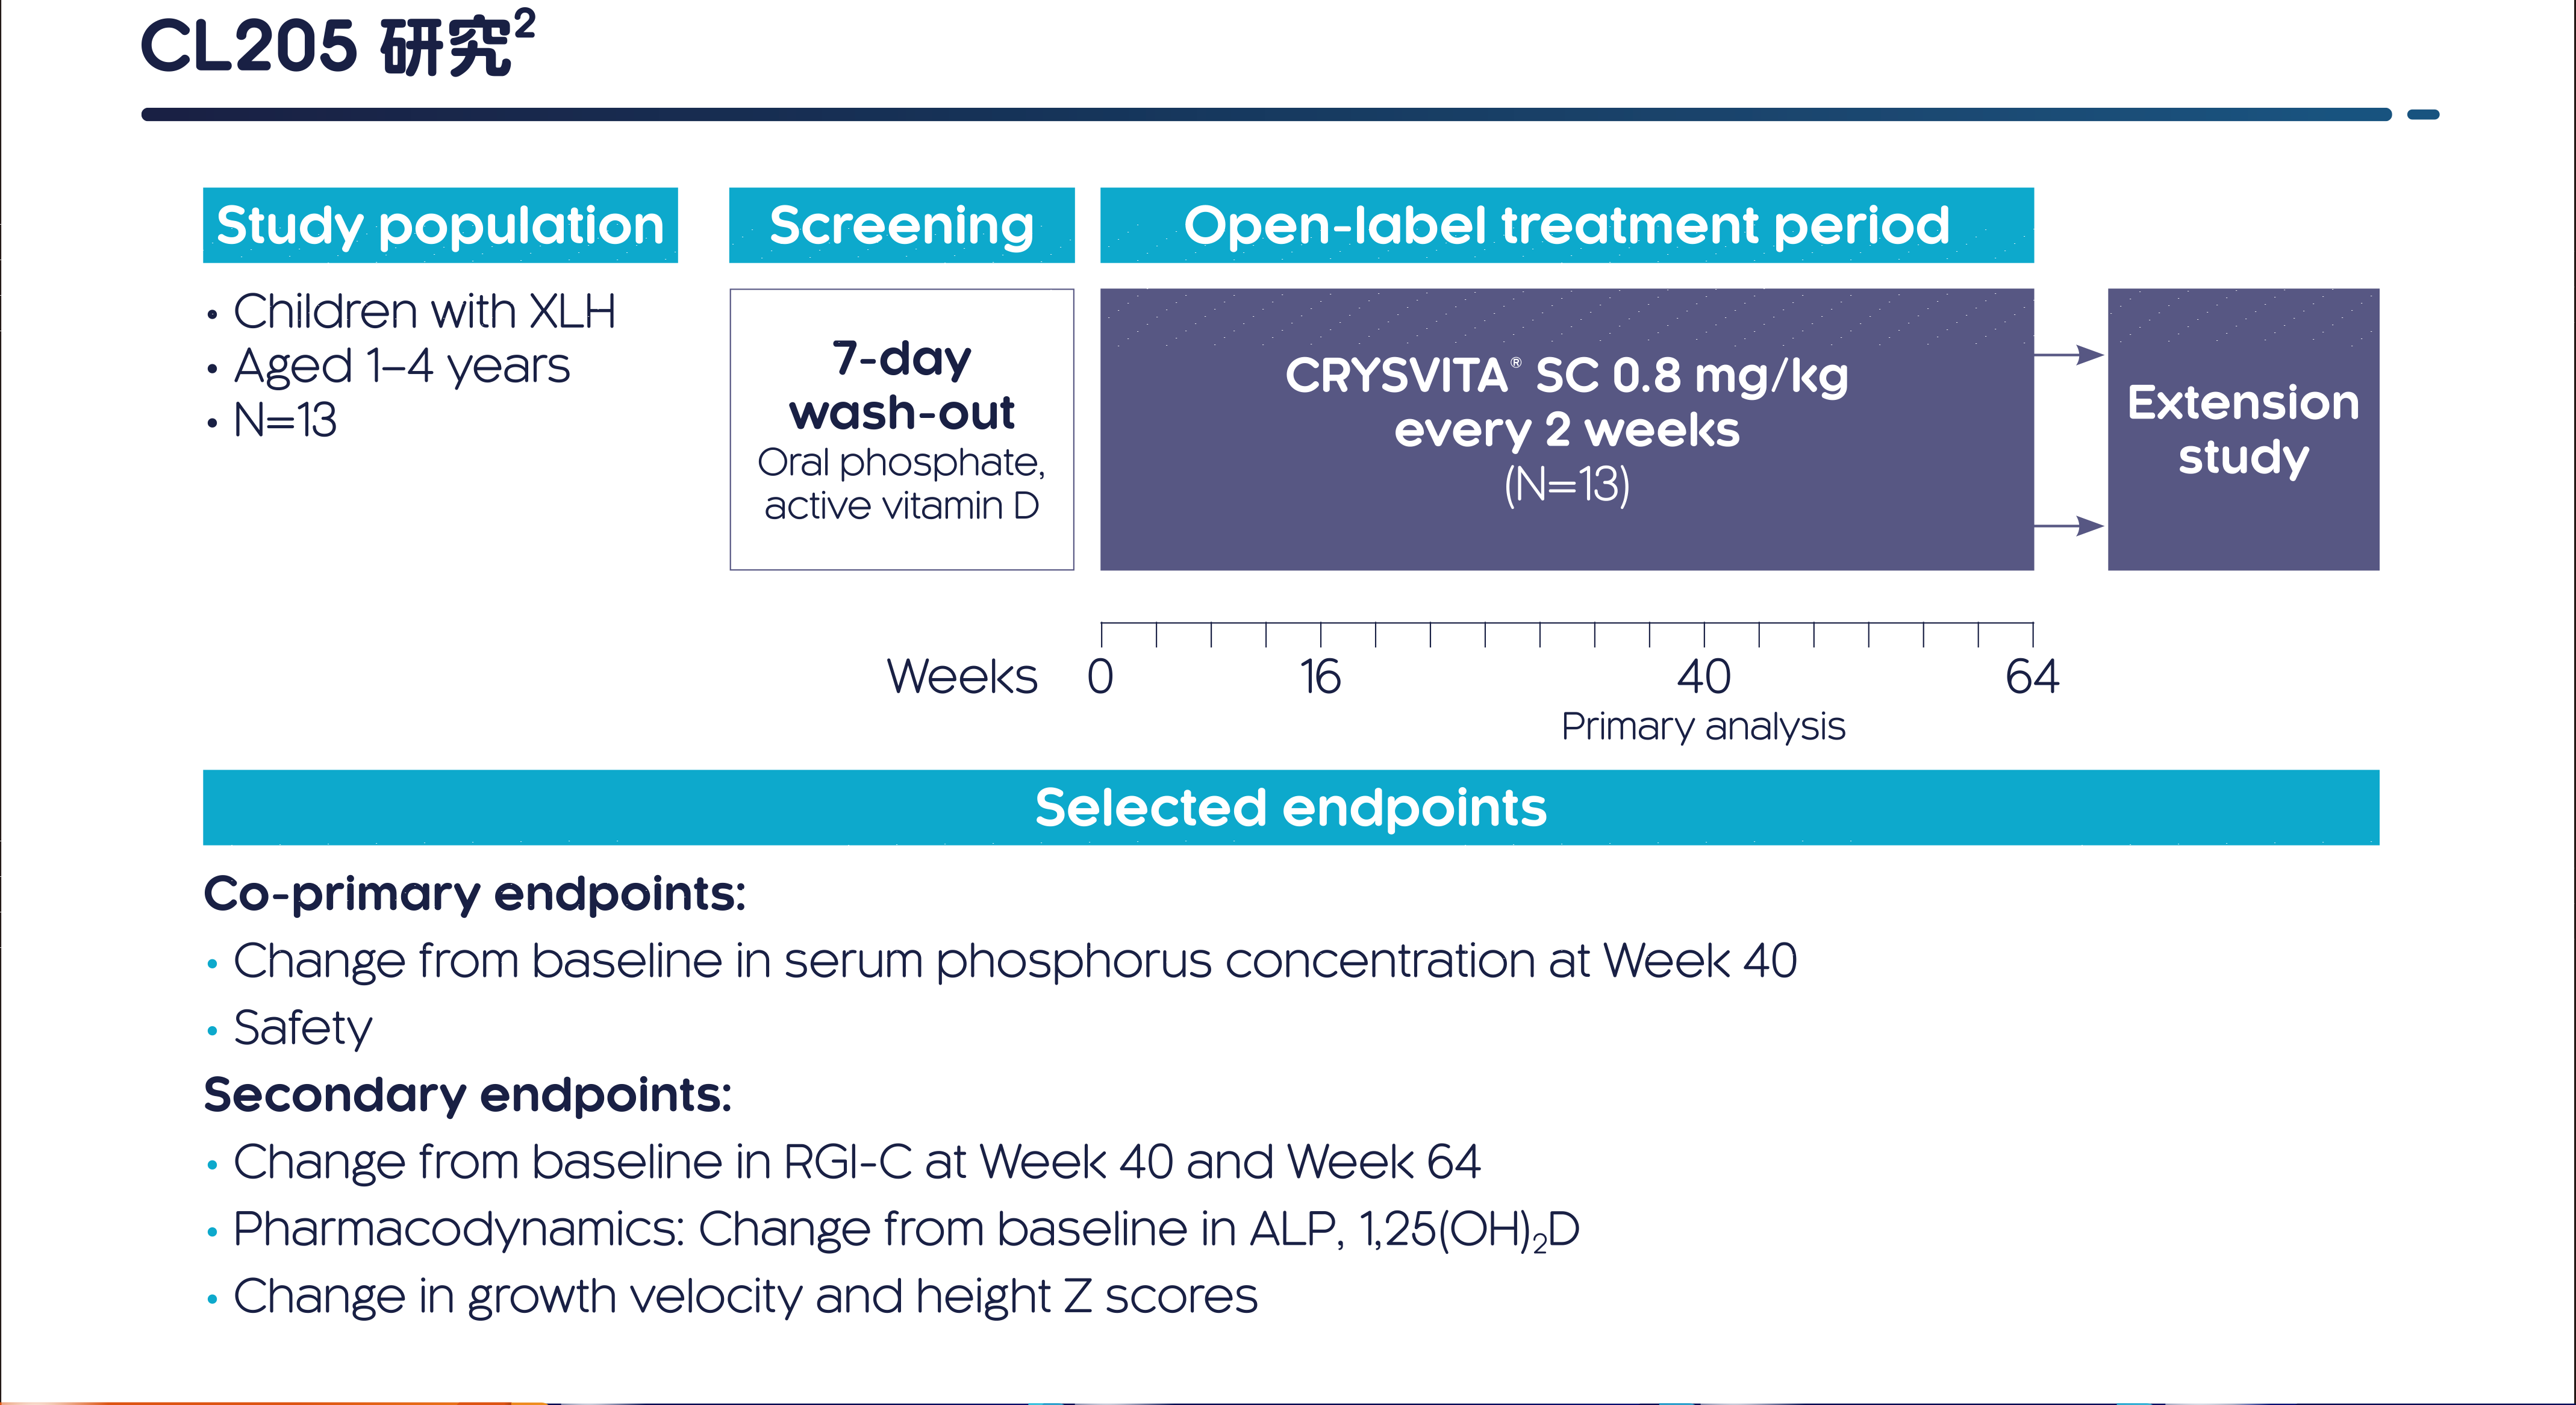 CL205 研究²
Study population
• Children with XLH
• Aged 1–4 years
• N=13
Screening
7-day
wash-out
Oral phosphate,
active vitamin D
Open-label treatment period
CRYSVITA® SC 0.8 mg/kg
every 2 weeks
(N=13)
Extension
study
Weeks 0 16 40 64
Primary analysis
Selected endpoints
Co-primary endpoints:
• Change from baseline in serum phosphorus concentration at Week 40
• Safety
Secondary endpoints:
• Change from baseline in RGI-C at Week 40 and Week 64
• Pharmacodynamics: Change from baseline in ALP, 1,25(OH)₂D
• Change in growth velocity and height Z scores